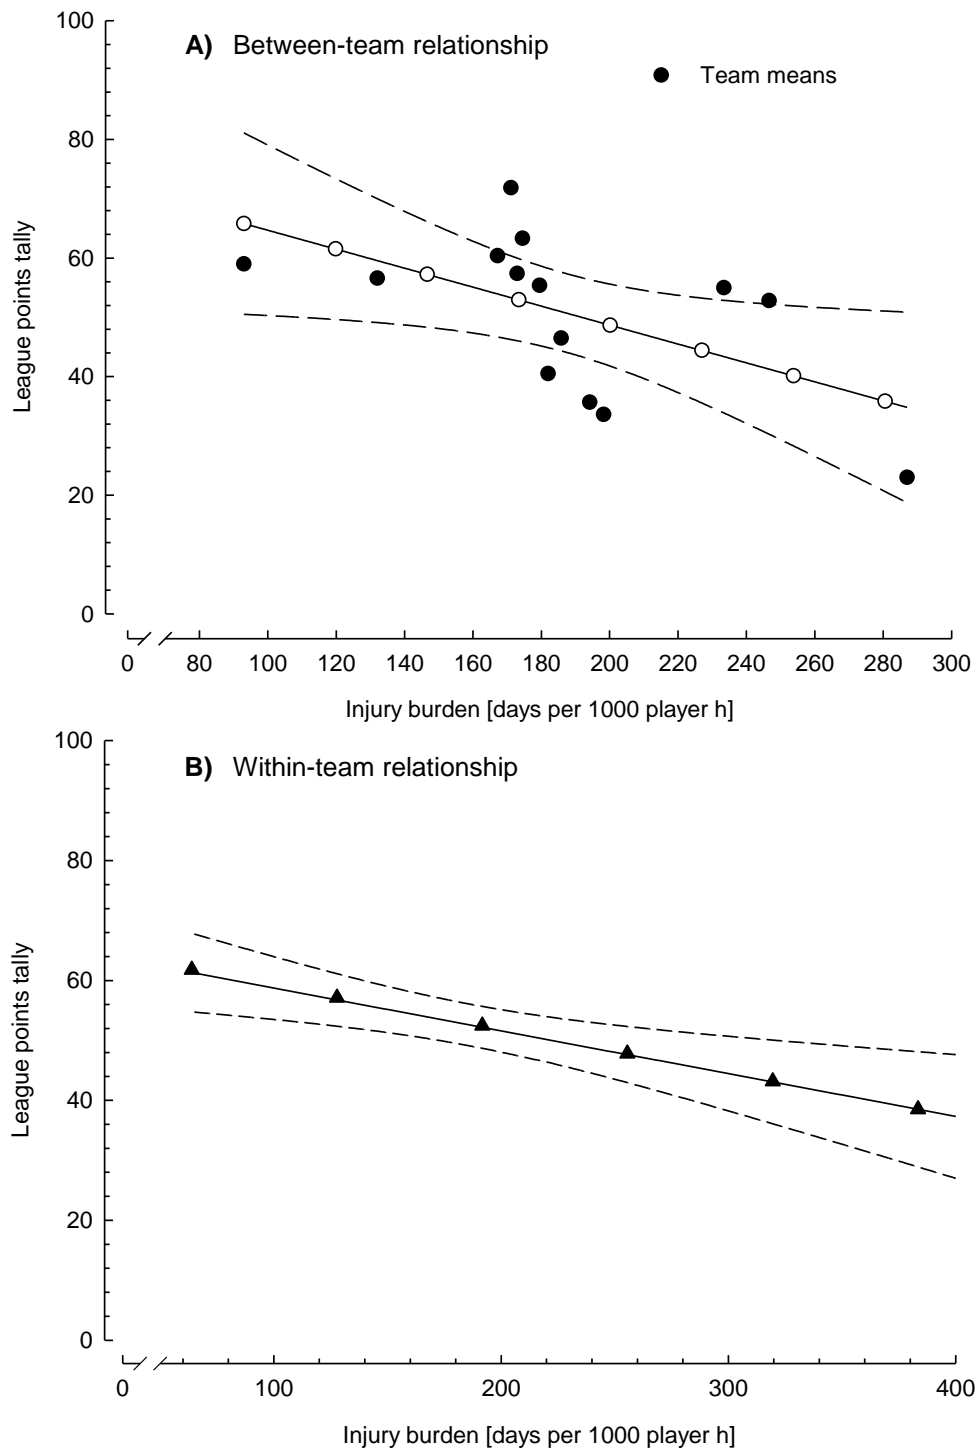 100
A) Between-team relationship
Team means
80
60
40
20
0
League points tally
0 80 100 120 140 160 180 200 220 240 260 280 300
Injury burden [days per 1000 player h]
100
B) Within-team relationship
80
60
40
20
0
League points tally
0 100 200 300 400
Injury burden [days per 1000 player h]